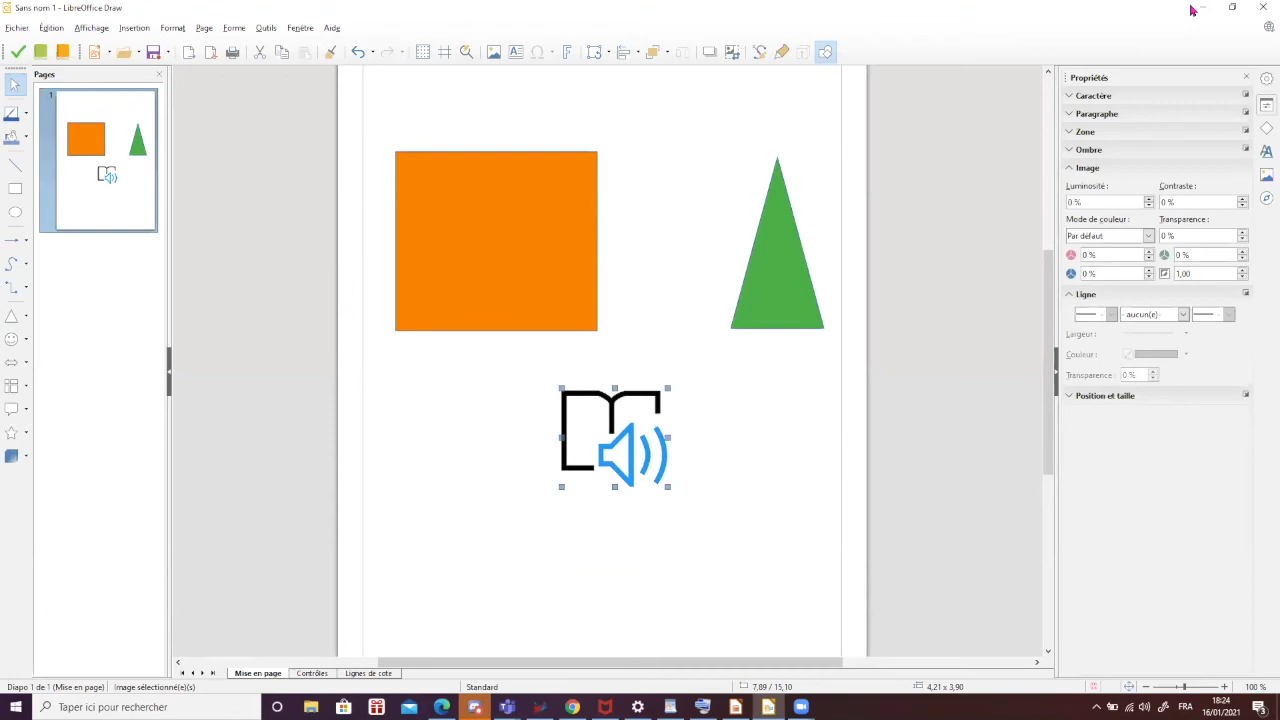 Sans nom 1 - LibreOffice Draw
Fichier Édition Affichage Insertion Format Page Forme Outils Fenêtre Aide
Pages
1
Propriétés
Caractère
Paragraphe
Zone
Ombre
Image
Luminosité : Contraste :
0 % 0 %
Mode de couleur : Transparence :
Par défaut 0 %
0 % 0 %
0 % 1,00
Ligne
- aucun(e) -
Largeur :
Couleur :
Transparence : 0 %
Position et taille
Mise en page Contrôles Lignes de cote
Diapo 1 de 1 (Mise en page) Image sélectionné(e)(s) Standard 7,89 / 15,10 4,21 x 3,90 100 %
Taper ici pour rechercher
18:24
16/01/2021
3